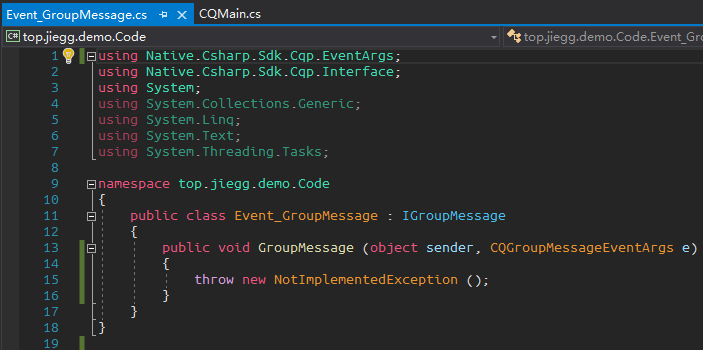 Event_GroupMessage.cs CQMain.cs
C# top.jiegg.demo.Code top.jiegg.demo.Code.Event_Gro
1 using Native.Csharp.Sdk.Cqp.EventArgs;
2 using Native.Csharp.Sdk.Cqp.Interface;
3 using System;
4 using System.Collections.Generic;
5 using System.Linq;
6 using System.Text;
7 using System.Threading.Tasks;
8
9 namespace top.jiegg.demo.Code
10 {
11 public class Event_GroupMessage : IGroupMessage
12 {
13 public void GroupMessage (object sender, CQGroupMessageEventArgs e)
14 {
15 throw new NotImplementedException ();
16 }
17 }
18 }
19